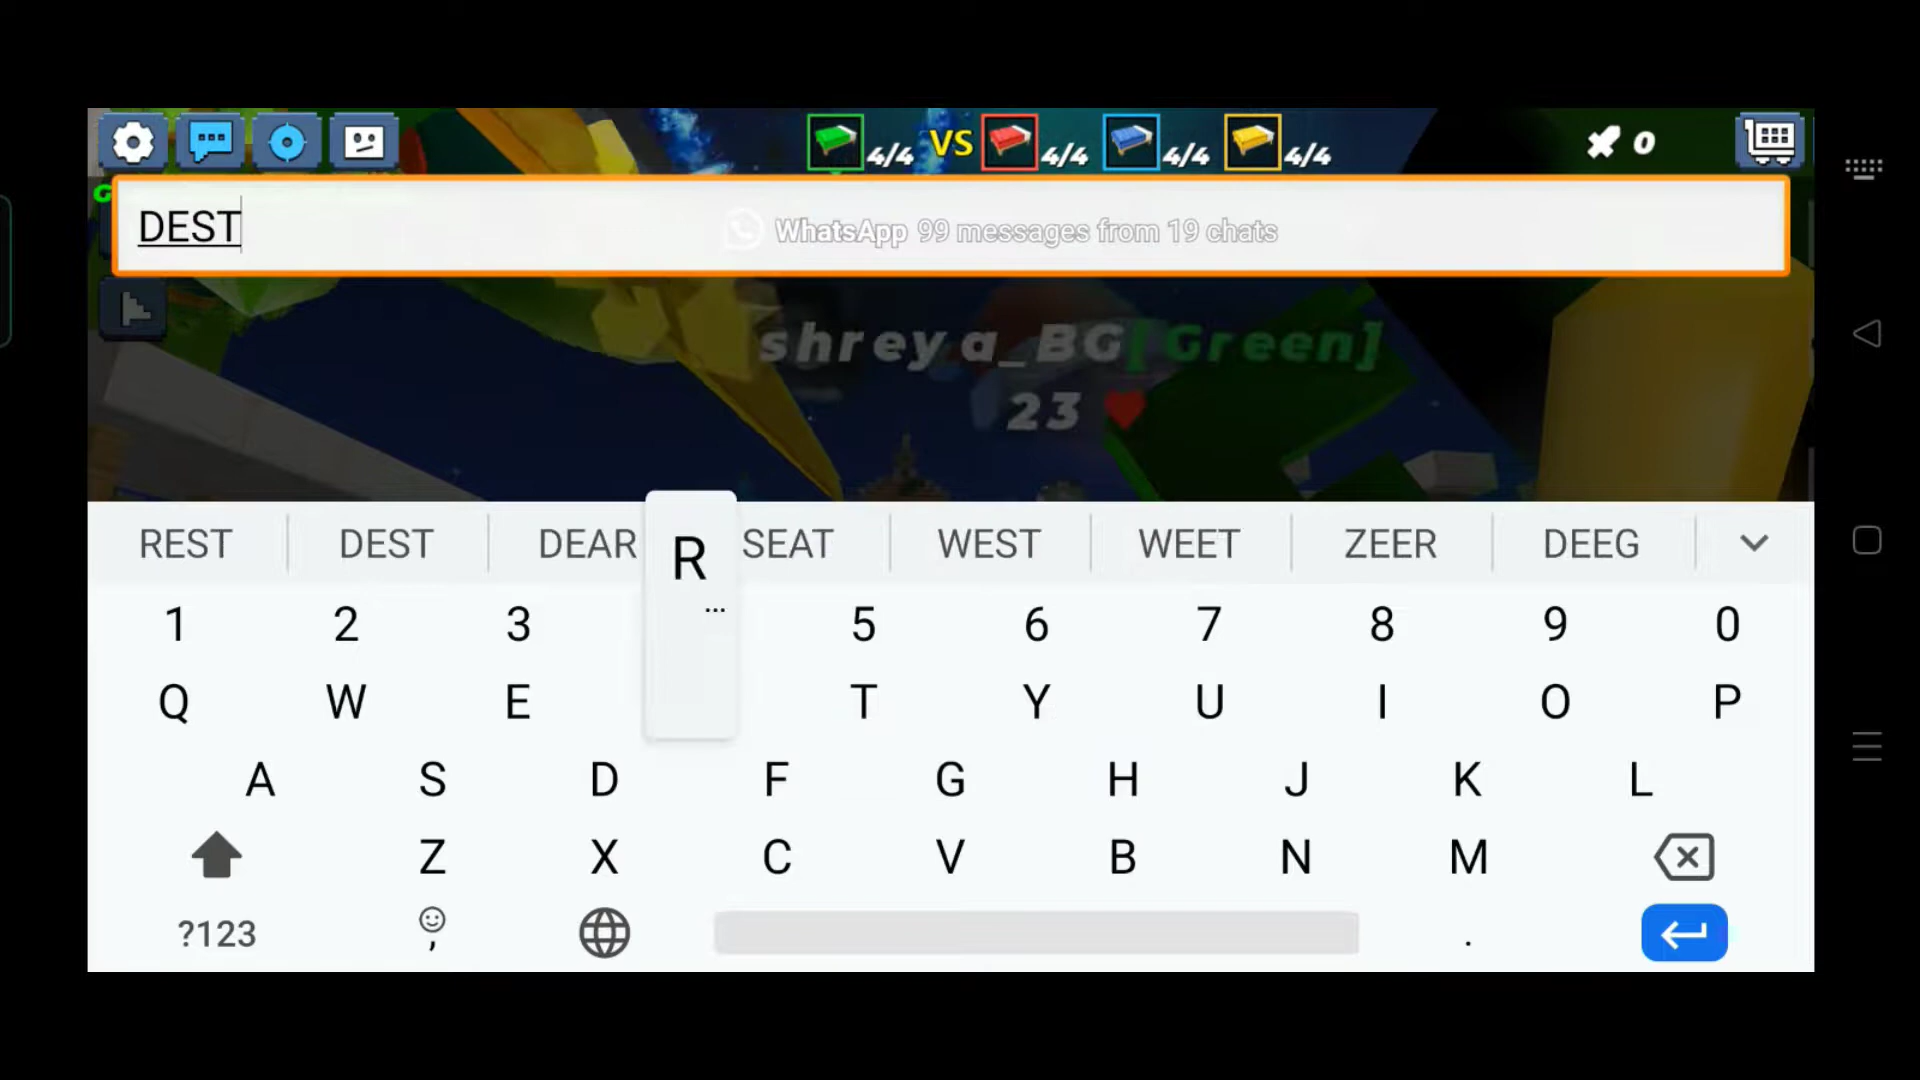 4/4 VS 4/4 4/4 4/4 0
G
DEST
WhatsApp 99 messages from 19 chats
shreya_BG[Green]
23
REST DEST DEAR SEAT WEST WEET ZEER DEEG
R
...
1 2 3 5 6 7 8 9 0
Q W E T Y U I O P
A S D F G H J K L
Z X C V B N M
?123 , .